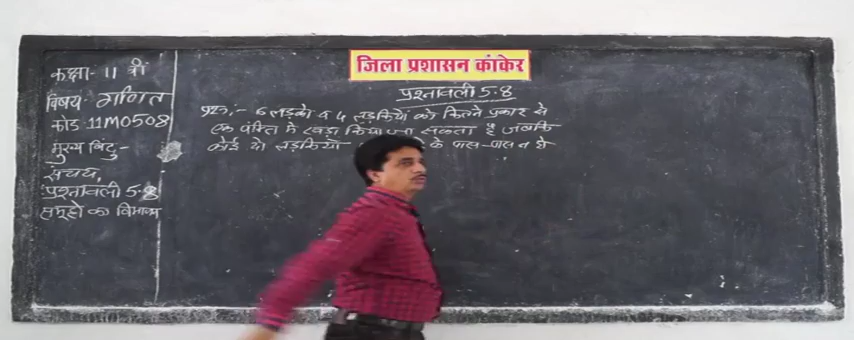 जिला प्रशासन कांकेर
कक्षा- 11 वी
विषय- गणित
कोड- 11M0508
मुख्य बिंदु-
संचय,
प्रश्नावली 5.8
समूहों का विभाजन
प्रश्नावली 5.8
प्रश्न:- 6 लड़को व 4 लड़कियों को कितने प्रकार से
एक पंक्ति में खड़ा किया जा सकता है जबकि
कोई दो लड़कियाँ के पास-पास न हो